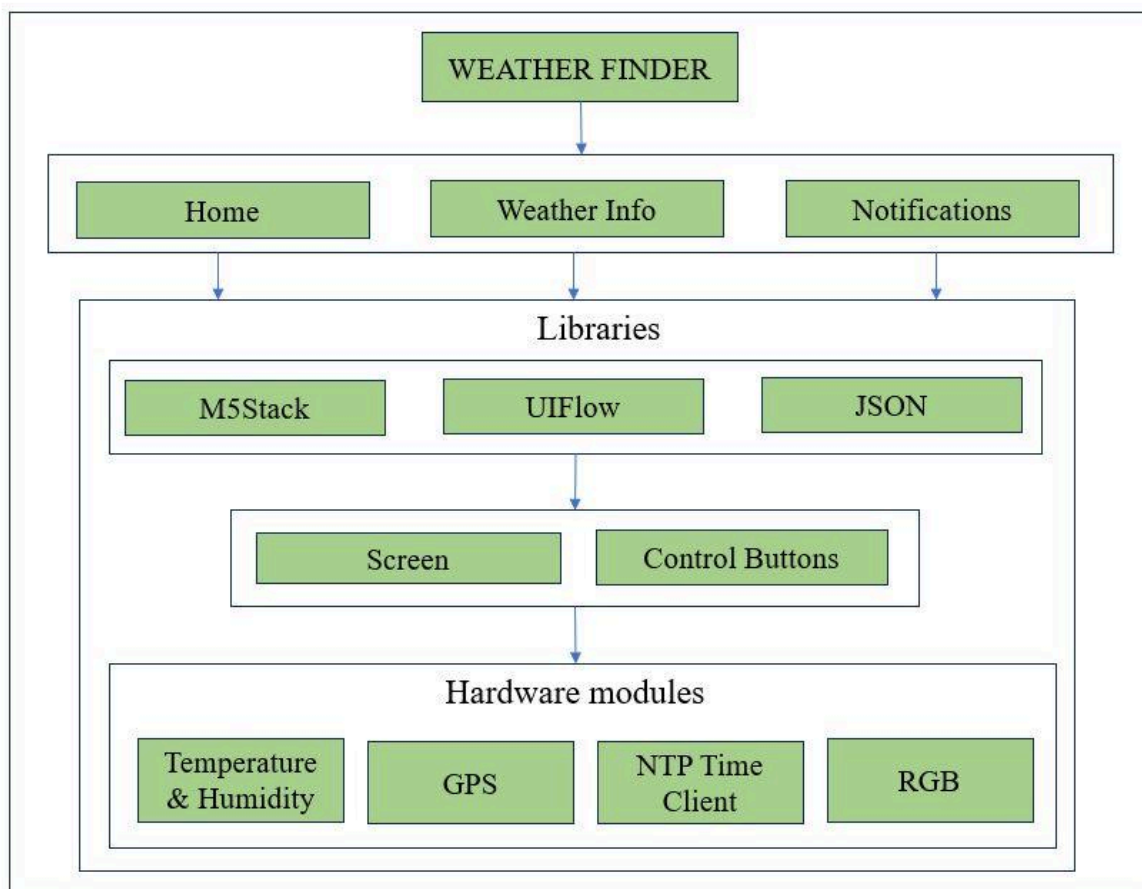 WEATHER FINDER
Home
Weather Info
Notifications
Libraries
M5Stack
UIFlow
JSON
Screen
Control Buttons
Hardware modules
Temperature
& Humidity
GPS
NTP Time
Client
RGB